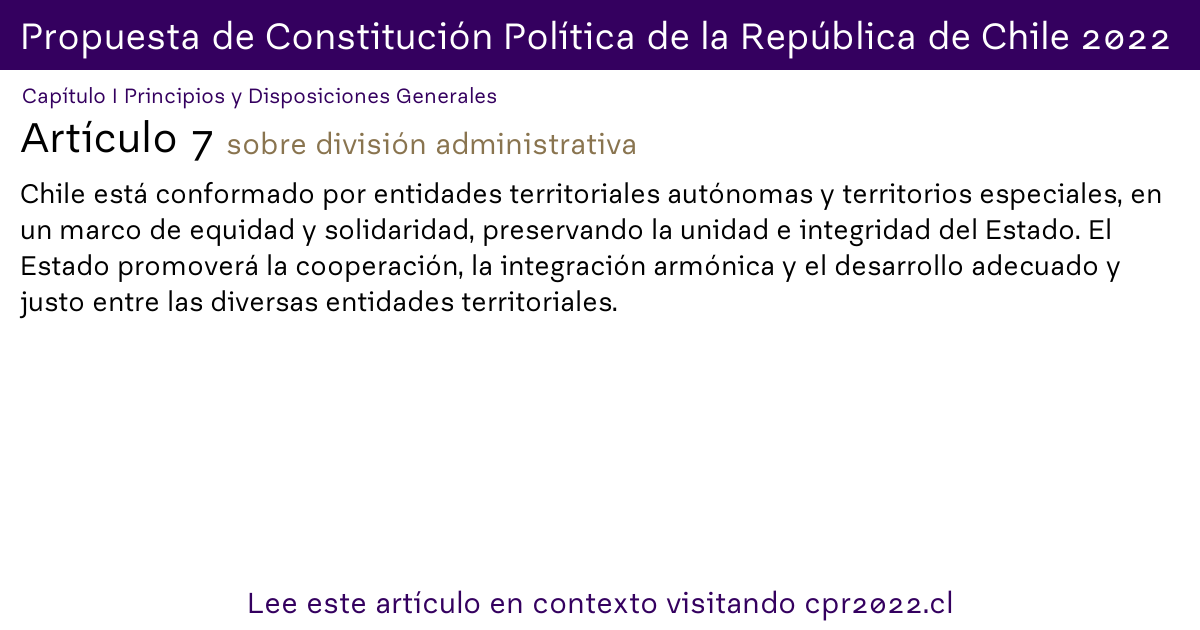 Propuesta de Constitución Política de la República de Chile 2022
Capítulo I Principios y Disposiciones Generales
Artículo 7 sobre división administrativa
Chile está conformado por entidades territoriales autónomas y territorios especiales, en
un marco de equidad y solidaridad, preservando la unidad e integridad del Estado. El
Estado promoverá la cooperación, la integración armónica y el desarrollo adecuado y
justo entre las diversas entidades territoriales.
Lee este artículo en contexto visitando cpr2022.cl